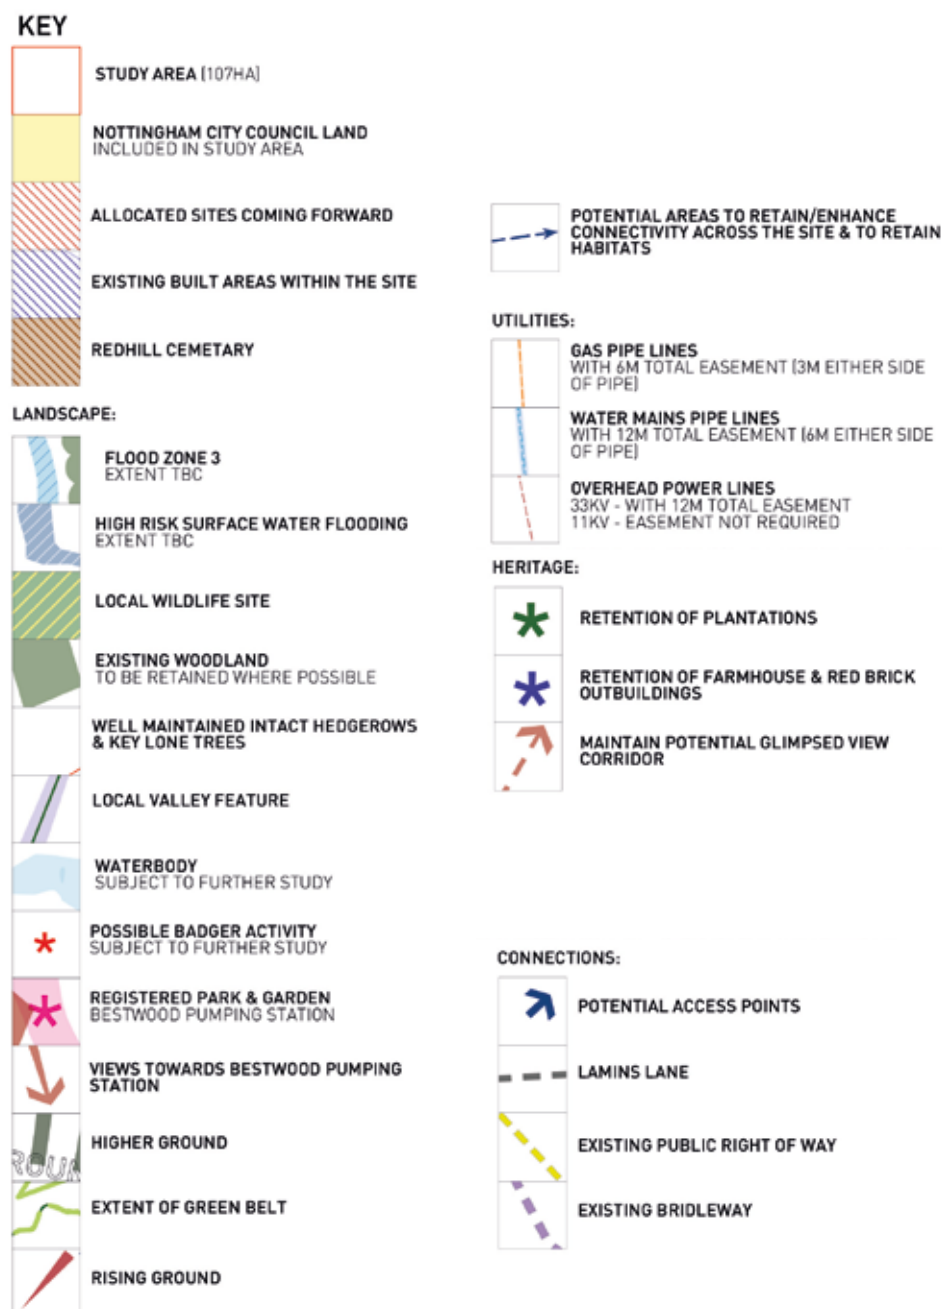 KEY
STUDY AREA (107HA)
NOTTINGHAM CITY COUNCIL LAND
INCLUDED IN STUDY AREA
ALLOCATED SITES COMING FORWARD
EXISTING BUILT AREAS WITHIN THE SITE
REDHILL CEMETARY
LANDSCAPE:
FLOOD ZONE 3
EXTENT TBC
HIGH RISK SURFACE WATER FLOODING
EXTENT TBC
LOCAL WILDLIFE SITE
EXISTING WOODLAND
TO BE RETAINED WHERE POSSIBLE
WELL MAINTAINED INTACT HEDGEROWS
& KEY LONE TREES
LOCAL VALLEY FEATURE
WATERBODY
SUBJECT TO FURTHER STUDY
POSSIBLE BADGER ACTIVITY
SUBJECT TO FURTHER STUDY
REGISTERED PARK & GARDEN
BESTWOOD PUMPING STATION
VIEWS TOWARDS BESTWOOD PUMPING
STATION
ROUN
HIGHER GROUND
EXTENT OF GREEN BELT
RISING GROUND
POTENTIAL AREAS TO RETAIN/ENHANCE
CONNECTIVITY ACROSS THE SITE & TO RETAIN
HABITATS
UTILITIES:
GAS PIPE LINES
WITH 6M TOTAL EASEMENT (3M EITHER SIDE
OF PIPE)
WATER MAINS PIPE LINES
WITH 12M TOTAL EASEMENT (6M EITHER SIDE
OF PIPE)
OVERHEAD POWER LINES
33KV - WITH 12M TOTAL EASEMENT
11KV - EASEMENT NOT REQUIRED
HERITAGE:
RETENTION OF PLANTATIONS
RETENTION OF FARMHOUSE & RED BRICK
OUTBUILDINGS
MAINTAIN POTENTIAL GLIMPSED VIEW
CORRIDOR
CONNECTIONS:
POTENTIAL ACCESS POINTS
LAMINS LANE
EXISTING PUBLIC RIGHT OF WAY
EXISTING BRIDLEWAY